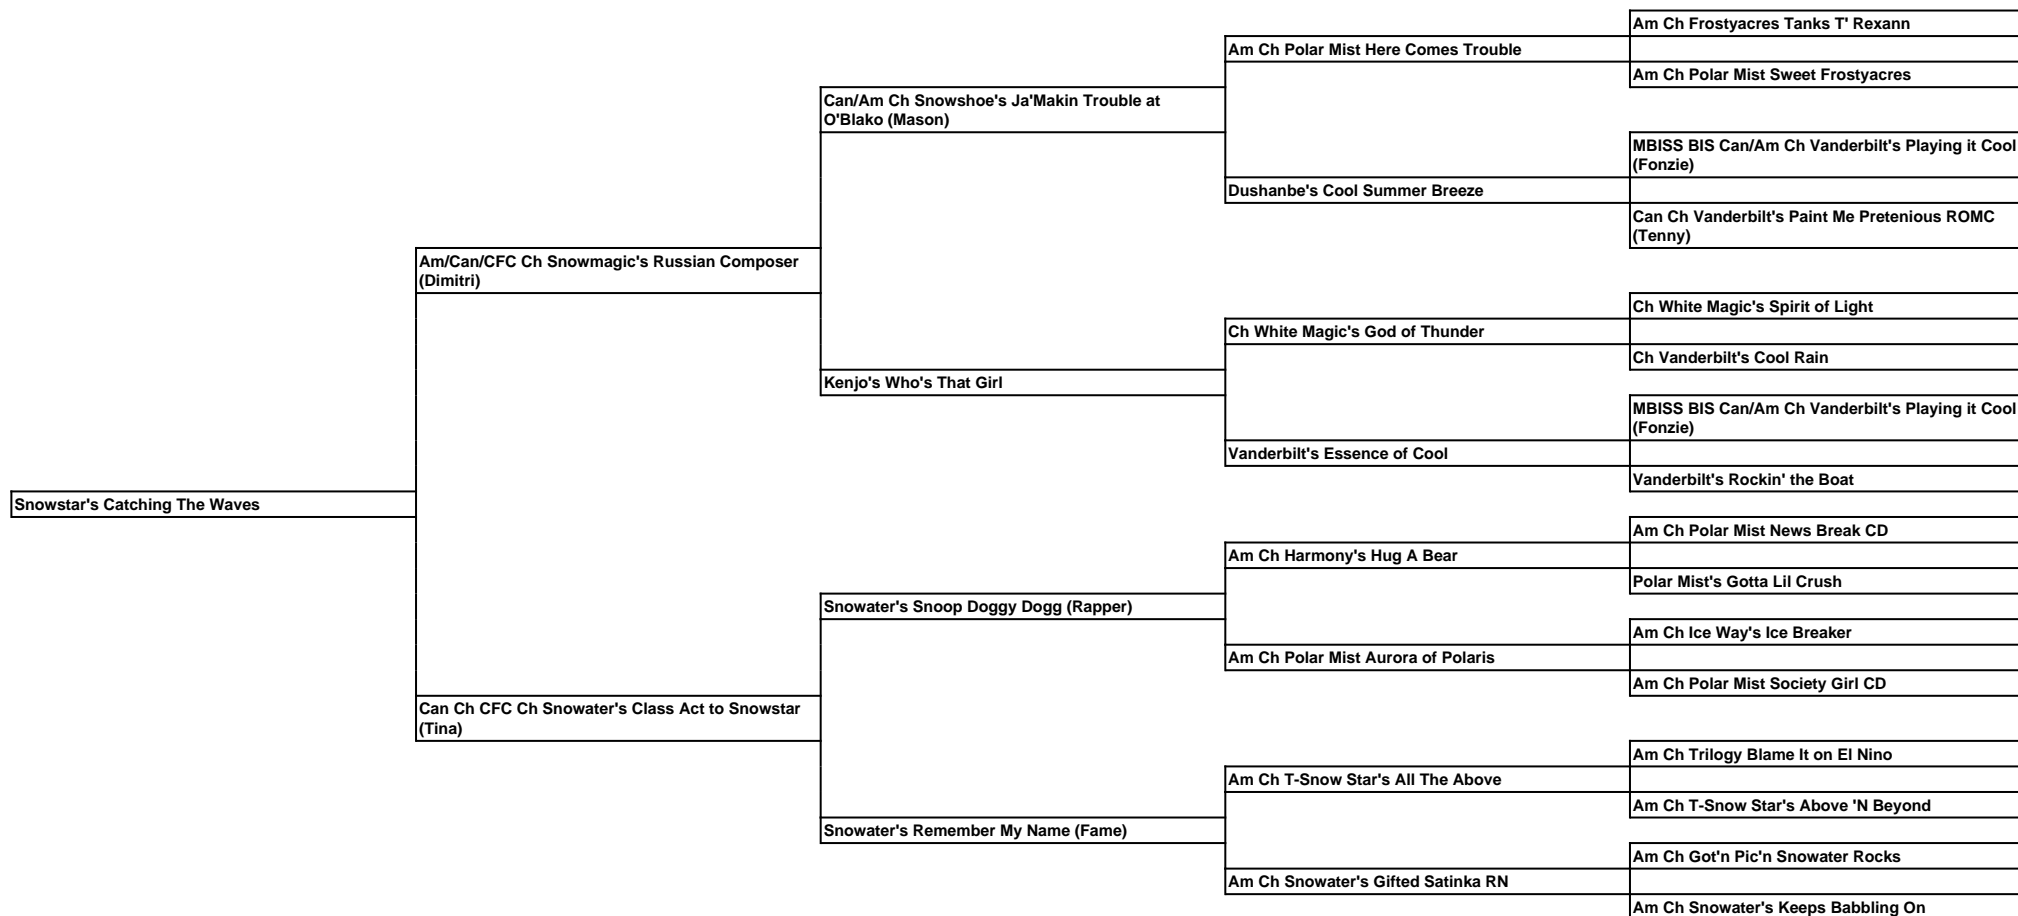 Am Ch Frostyacres Tanks T' Rexann
Am Ch Polar Mist Here Comes Trouble
Am Ch Polar Mist Sweet Frostyacres
Can/Am Ch Snowshoe's Ja'Makin Trouble at
O'Blako (Mason)
MBISS BIS Can/Am Ch Vanderbilt's Playing it Cool
(Fonzie)
Dushanbe's Cool Summer Breeze
Can Ch Vanderbilt's Paint Me Pretenious ROMC
(Tenny)
Am/Can/CFC Ch Snowmagic's Russian Composer
(Dimitri)
Ch White Magic's Spirit of Light
Ch White Magic's God of Thunder
Ch Vanderbilt's Cool Rain
Kenjo's Who's That Girl
MBISS BIS Can/Am Ch Vanderbilt's Playing it Cool
(Fonzie)
Vanderbilt's Essence of Cool
Vanderbilt's Rockin' the Boat
Snowstar's Catching The Waves
Am Ch Polar Mist News Break CD
Am Ch Harmony's Hug A Bear
Polar Mist's Gotta Lil Crush
Snowater's Snoop Doggy Dogg (Rapper)
Am Ch Ice Way's Ice Breaker
Am Ch Polar Mist Aurora of Polaris
Am Ch Polar Mist Society Girl CD
Can Ch CFC Ch Snowater's Class Act to Snowstar
(Tina)
Am Ch Trilogy Blame It on El Nino
Am Ch T-Snow Star's All The Above
Am Ch T-Snow Star's Above 'N Beyond
Snowater's Remember My Name (Fame)
Am Ch Got'n Pic'n Snowater Rocks
Am Ch Snowater's Gifted Satinka RN
Am Ch Snowater's Keeps Babbling On